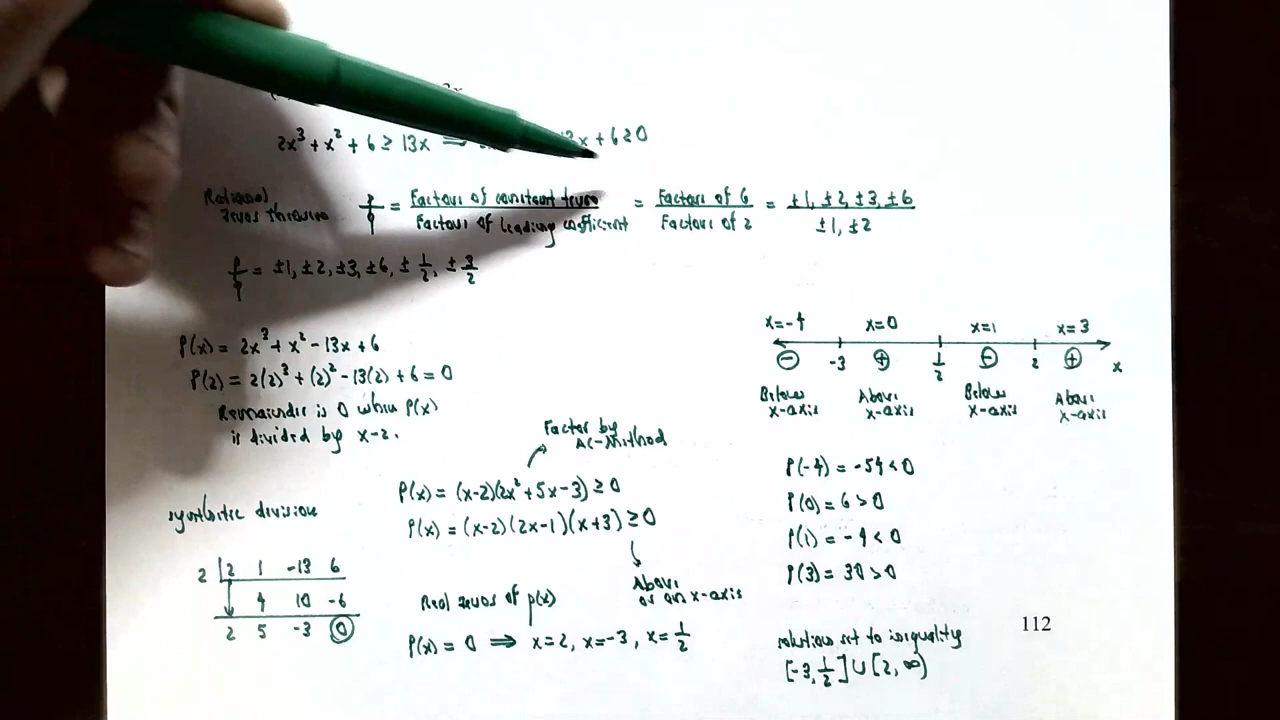 2x³ + x² + 6 ≥ 13x ⟹ x + 6 ≥ 0
Rational Zeros theorem
p/q = Factors of constant term / Factors of leading coefficient = Factors of 6 / Factors of 2 = ±1, ±2, ±3, ±6 / ±1, ±2
p/q = ±1, ±2, ±3, ±6, ± 1/2, ± 3/2
P(x) = 2x³ + x² - 13x + 6
P(2) = 2(2)³ + (2)² - 13(2) + 6 = 0
Remainder is 0 when P(x)
is divided by x-2.
synthetic division
2 | 2 1 -13 6
4 10 -6
2 5 -3 0
Factor by
AC-Method
P(x) = (x-2)(2x² + 5x - 3) ≥ 0
P(x) = (x-2)(2x-1)(x+3) ≥ 0
Above
or on x-axis
Real zeros of p(x)
P(x) = 0 ⟹ x=2, x=-3, x= 1/2
x=-4 x=0 x=1 x=3
- -3 + 1/2 - 2 + x
Below x-axis Above x-axis Below x-axis Above x-axis
P(-4) = -54 < 0
P(0) = 6 > 0
P(1) = -4 < 0
P(3) = 30 > 0
solution set to inequality
[-3, 1/2] ∪ [2, ∞)
112